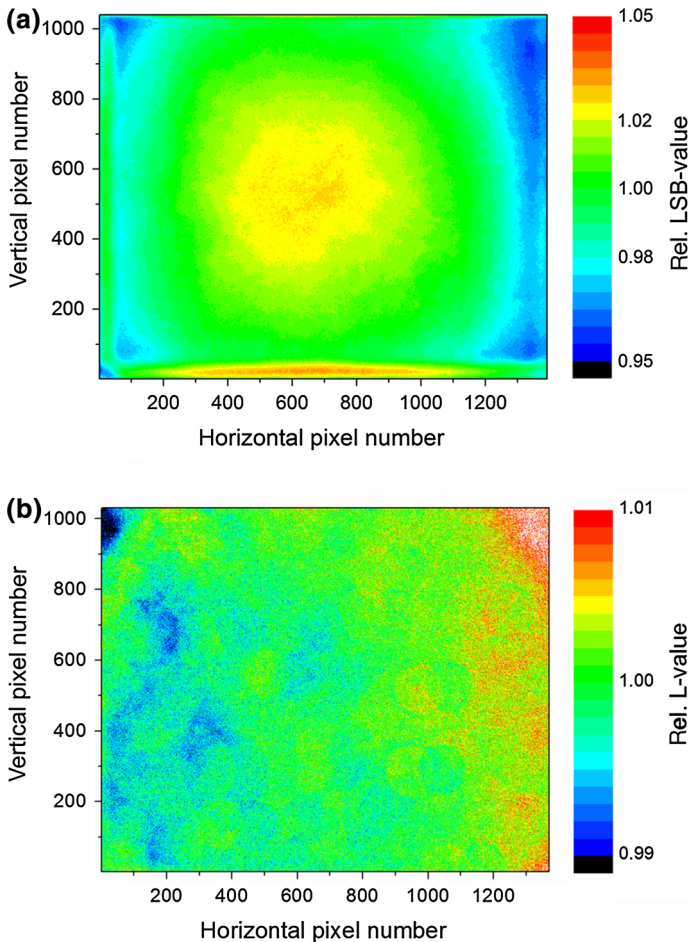 (a)
1000
800
600
400
200
Vertical pixel number
200 400 600 800 1000 1200
Horizontal pixel number
1.05
1.02
1.00
0.98
0.95
Rel. LSB-value
(b)
1000
800
600
400
200
Vertical pixel number
200 400 600 800 1000 1200
Horizontal pixel number
1.01
1.00
0.99
Rel. L-value